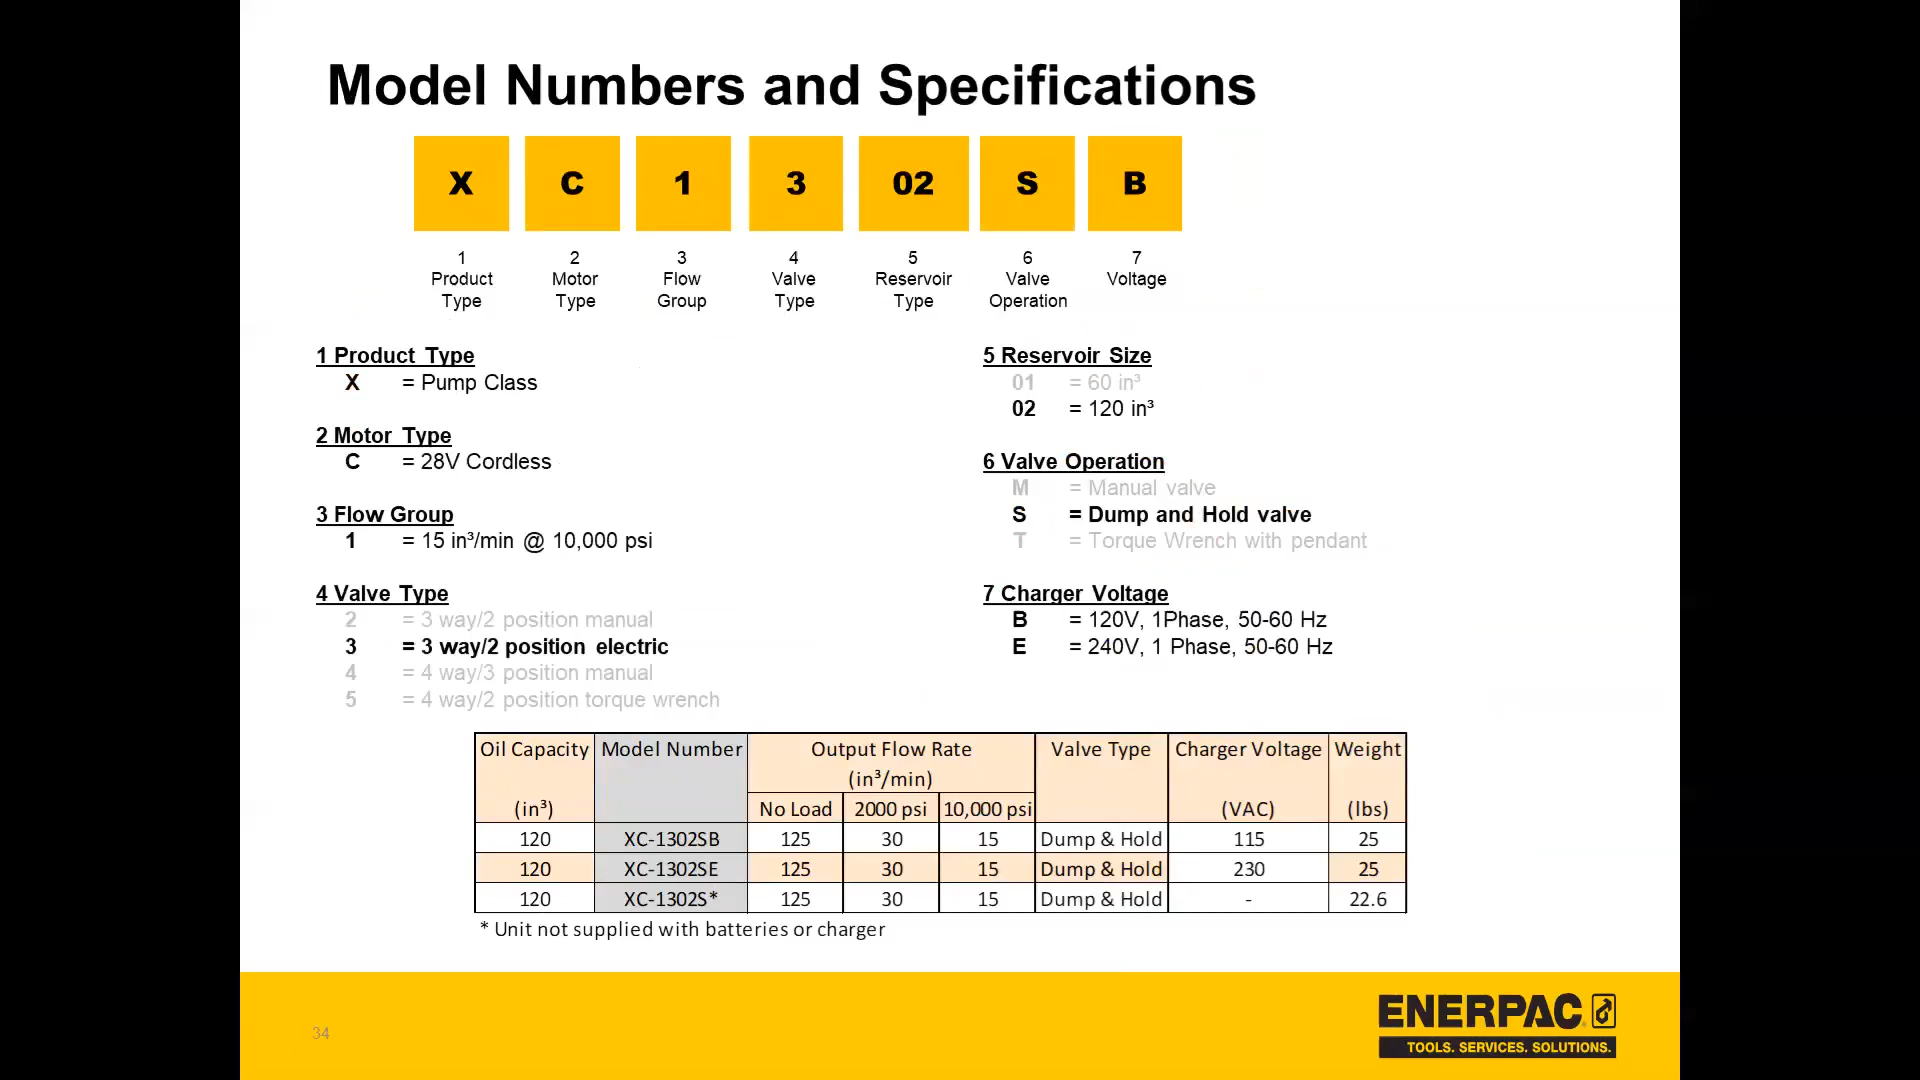 Model Numbers and Specifications
X C 1 3 02 S B
1 2 3 4 5 6 7
Product Motor Flow Valve Reservoir Valve Voltage
Type Type Group Type Type Operation
1 Product Type
X = Pump Class
2 Motor Type
C = 28V Cordless
3 Flow Group
1 = 15 in³/min @ 10,000 psi
4 Valve Type
2 = 3 way/2 position manual
3 = 3 way/2 position electric
4 = 4 way/3 position manual
5 = 4 way/2 position torque wrench
5 Reservoir Size
01 = 60 in³
02 = 120 in³
6 Valve Operation
M = Manual valve
S = Dump and Hold valve
T = Torque Wrench with pendant
7 Charger Voltage
B = 120V, 1Phase, 50-60 Hz
E = 240V, 1 Phase, 50-60 Hz
Oil Capacity Model Number Output Flow Rate Valve Type Charger Voltage Weight
(in³/min)
(in³) No Load 2000 psi 10,000 psi (VAC) (lbs)
120 XC-1302SB 125 30 15 Dump & Hold 115 25
120 XC-1302SE 125 30 15 Dump & Hold 230 25
120 XC-1302S* 125 30 15 Dump & Hold - 22.6
* Unit not supplied with batteries or charger
34
ENERPAC
TOOLS. SERVICES. SOLUTIONS.